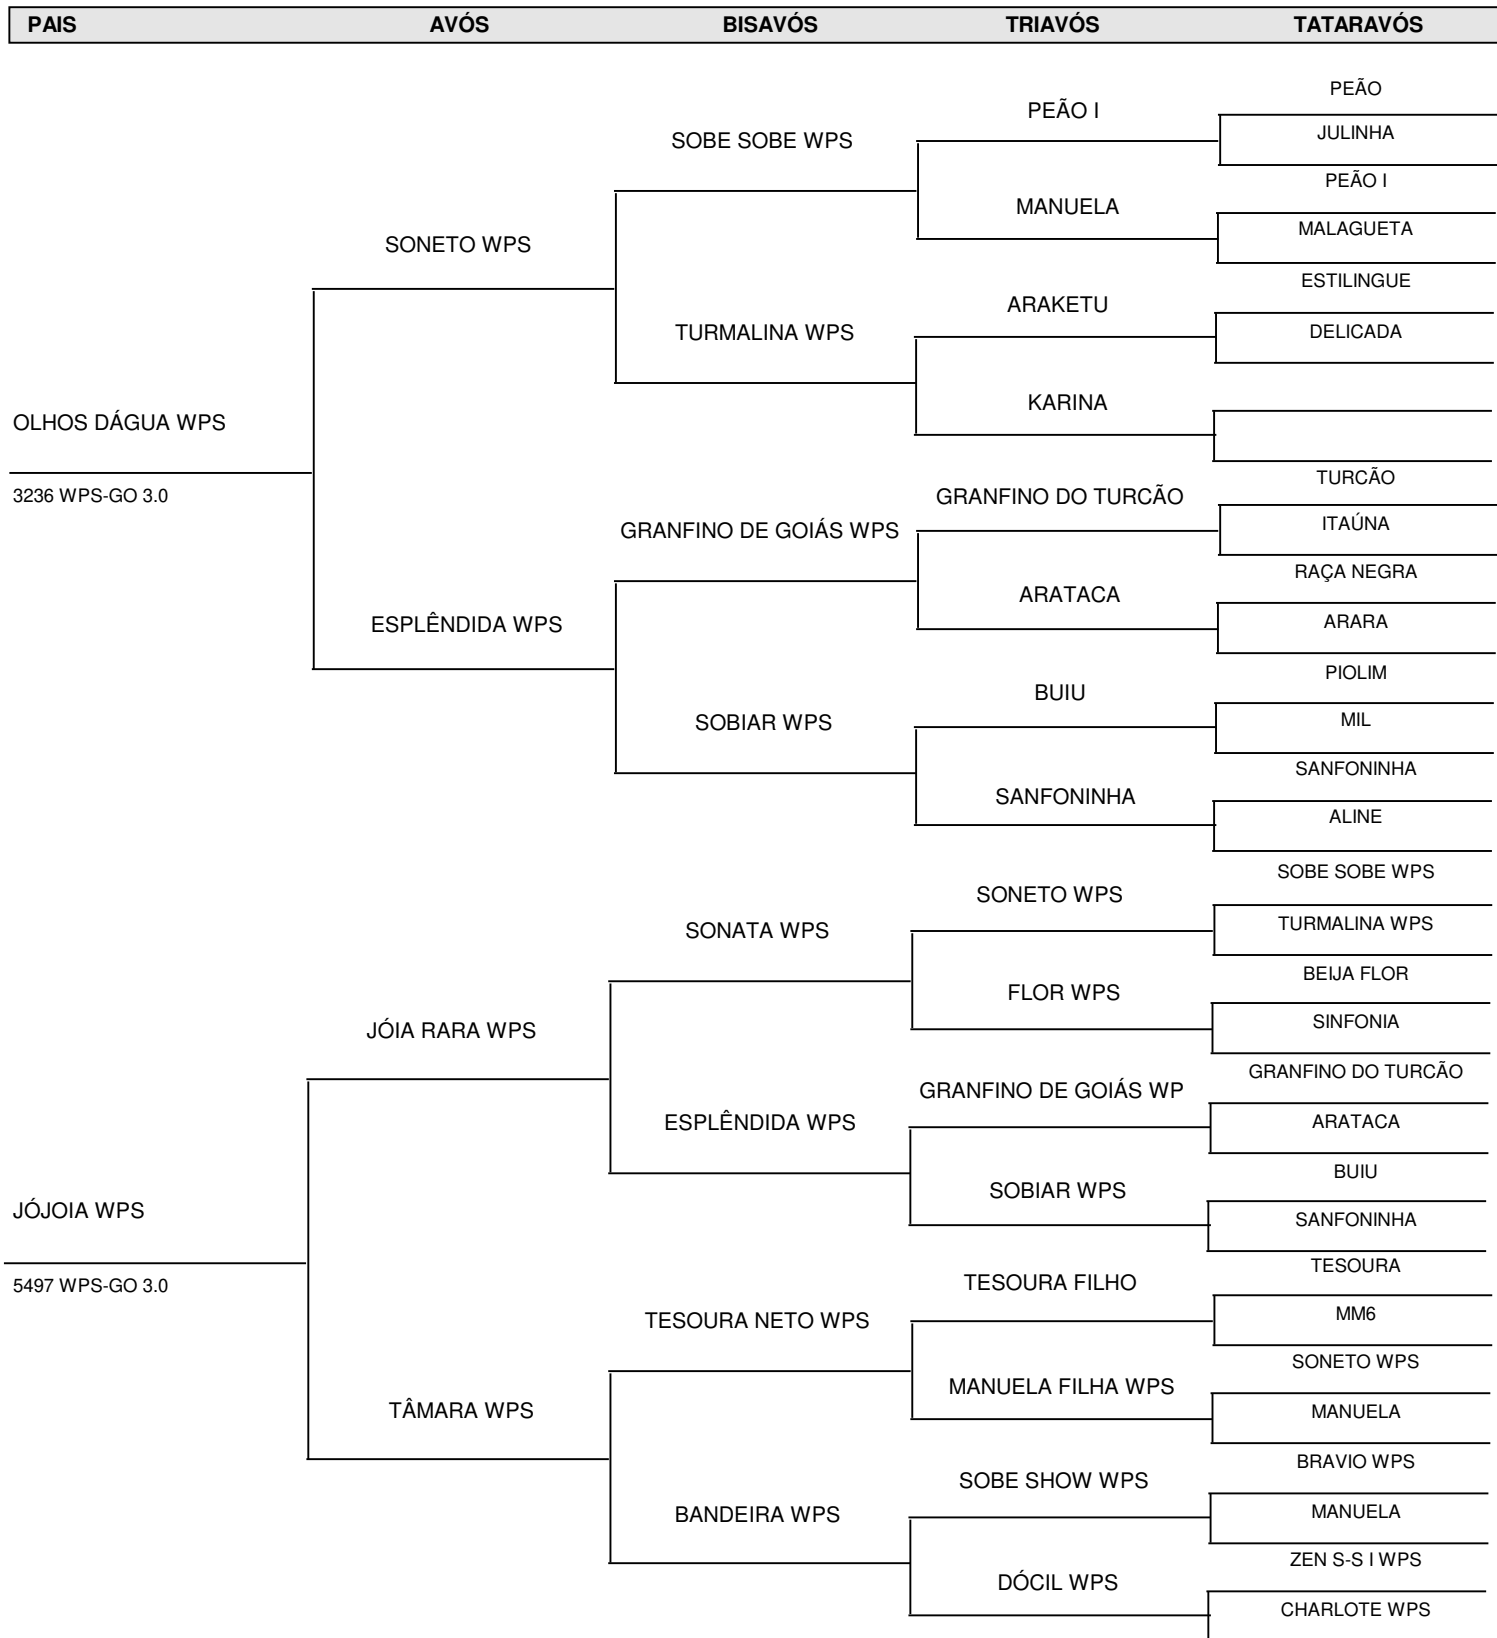 PAIS AVÓS BISAVÓS TRIAVÓS TATARAVÓS
PEÃO
PEÃO I
JULINHA
SOBE SOBE WPS
PEÃO I
MANUELA
MALAGUETA
SONETO WPS
ESTILINGUE
ARAKETU
TURMALINA WPS
DELICADA
KARINA
OLHOS DÁGUA WPS
TURCÃO
3236 WPS-GO 3.0
GRANFINO DO TURCÃO
GRANFINO DE GOIÁS WPS
ITAÚNA
RAÇA NEGRA
ARATACA
ESPLÊNDIDA WPS
ARARA
PIOLIM
BUIU
SOBIAR WPS
MIL
SANFONINHA
SANFONINHA
ALINE
SOBE SOBE WPS
SONETO WPS
SONATA WPS
TURMALINA WPS
BEIJA FLOR
FLOR WPS
JÓIA RARA WPS
SINFONIA
GRANFINO DO TURCÃO
GRANFINO DE GOIÁS WP
ESPLÊNDIDA WPS
ARATACA
BUIU
SOBIAR WPS
JÓJOIA WPS
SANFONINHA
TESOURA
5497 WPS-GO 3.0
TESOURA FILHO
TESOURA NETO WPS
MM6
SONETO WPS
MANUELA FILHA WPS
TÂMARA WPS
MANUELA
BRAVIO WPS
SOBE SHOW WPS
BANDEIRA WPS
MANUELA
ZEN S-S I WPS
DÓCIL WPS
CHARLOTE WPS